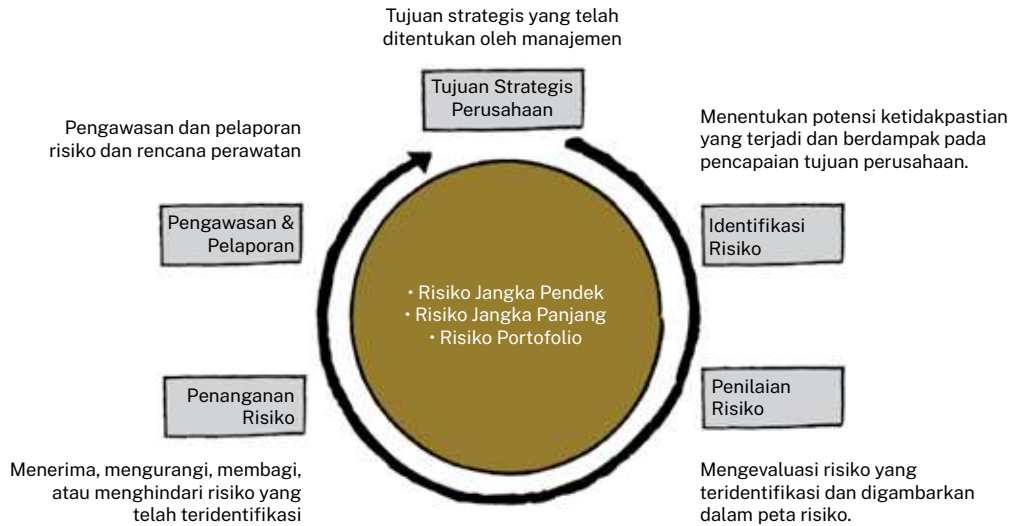 Tujuan strategis yang telah
ditentukan oleh manajemen
Tujuan Strategis
Perusahaan
Menentukan potensi ketidakpastian
yang terjadi dan berdampak pada
pencapaian tujuan perusahaan.
Identifikasi
Risiko
Penilaian
Risiko
Mengevaluasi risiko yang
teridentifikasi dan digambarkan
dalam peta risiko.
Penanganan
Risiko
Menerima, mengurangi, membagi,
atau menghindari risiko yang
telah teridentifikasi
Pengawasan dan pelaporan
risiko dan rencana perawatan
Pengawasan &
Pelaporan
• Risiko Jangka Pendek
• Risiko Jangka Panjang
• Risiko Portofolio